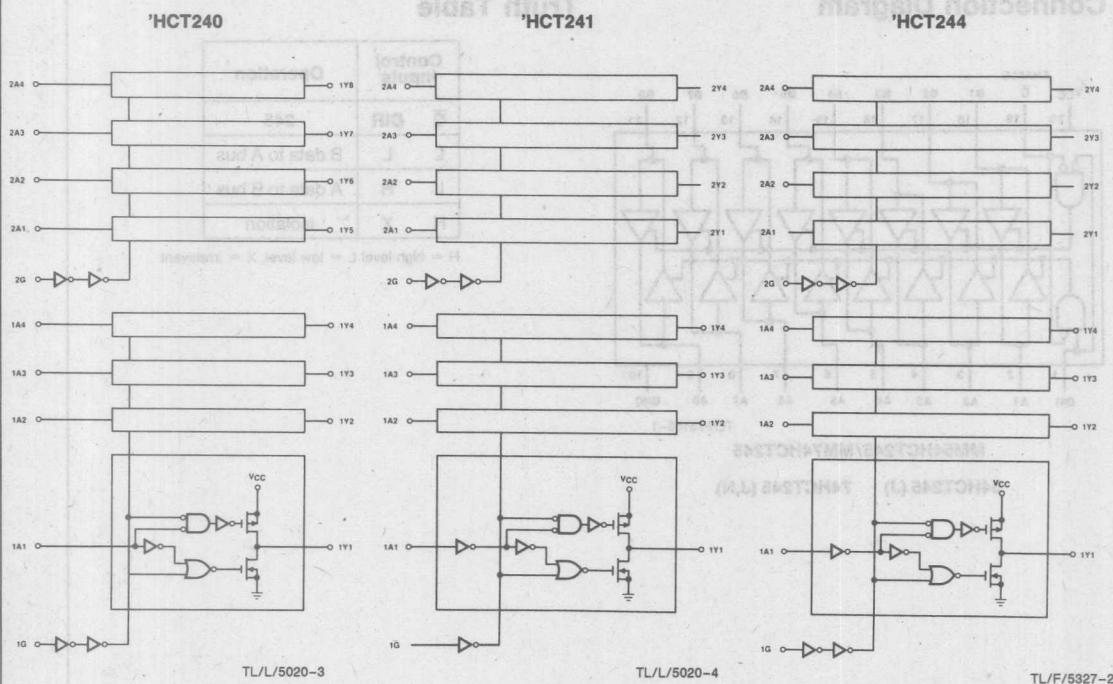 'HCT240
2A4
1Y8
2A3
1Y7
2A2
1Y6
2A1
1Y5
2G
1A4
1Y4
1A3
1Y3
1A2
1Y2
VCC
1A1
1Y1
1G
TL/L/5020–3
'HCT241
2A4
2Y4
2A3
2Y3
2A2
2Y2
2A1
2Y1
2G
1A4
1Y4
1A3
1Y3
1A2
1Y2
VCC
1A1
1Y1
1G
TL/L/5020–4
'HCT244
2A4
2Y4
2A3
2Y3
2A2
2Y2
2A1
2Y1
2G
1A4
1Y4
1A3
1Y3
1A2
1Y2
VCC
1A1
1Y1
1G
TL/F/5327–2